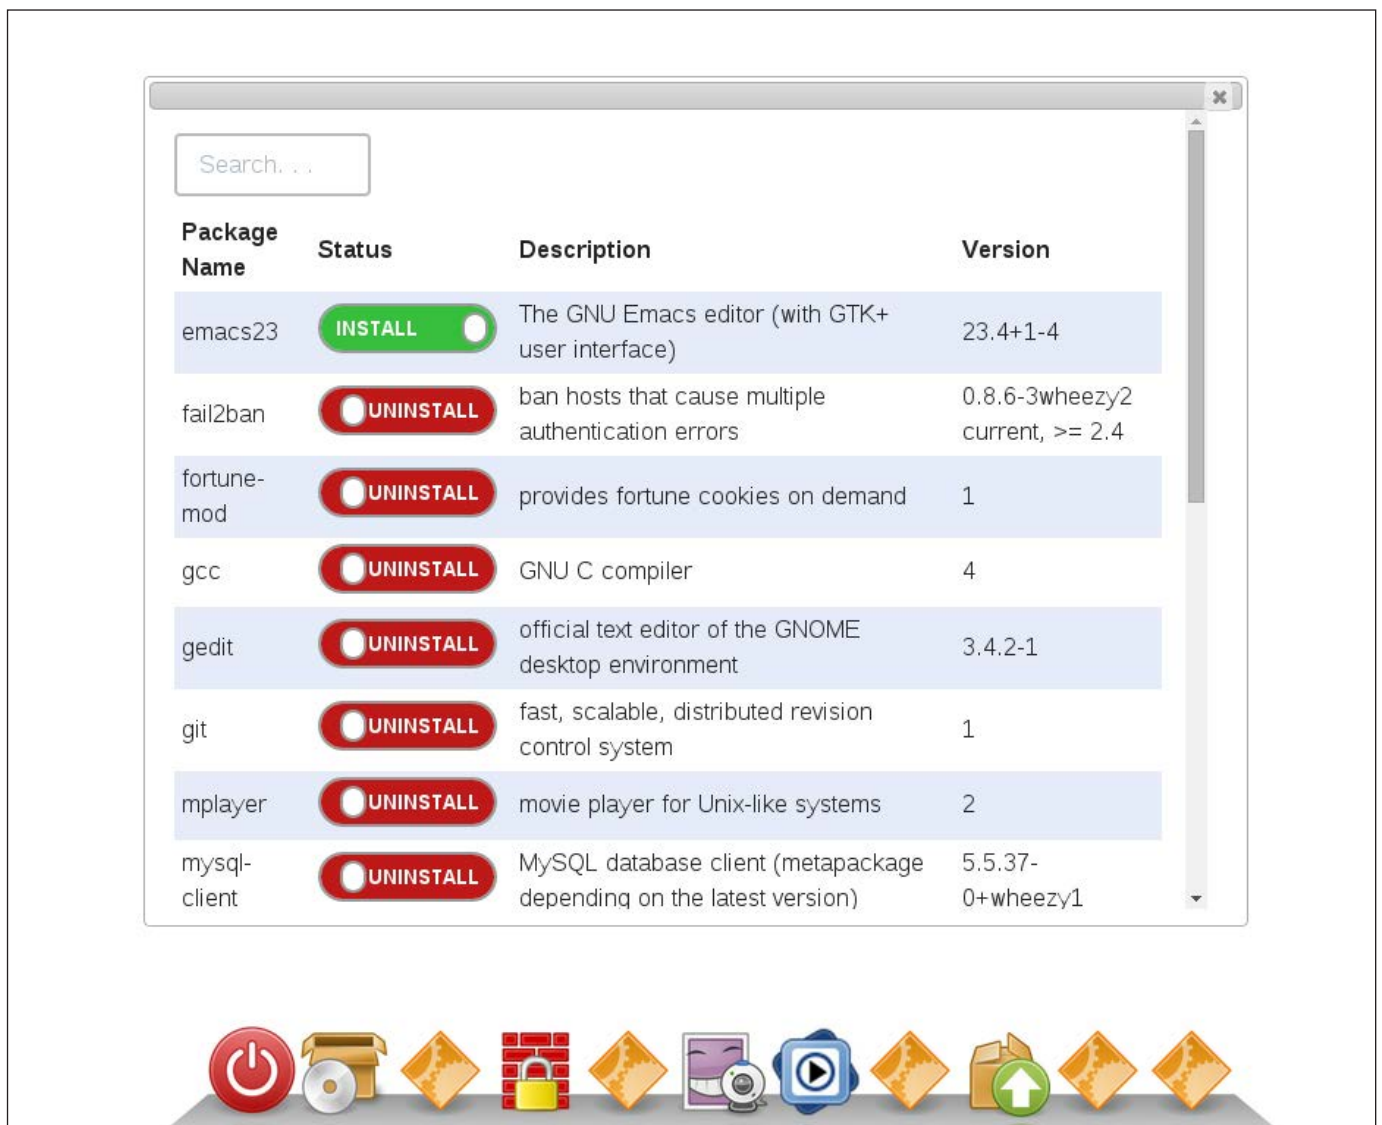 Search. . .
Package
Name
Status
Description
Version
emacs23
INSTALL
The GNU Emacs editor (with GTK+
user interface)
23.4+1-4
fail2ban
UNINSTALL
ban hosts that cause multiple
authentication errors
0.8.6-3wheezy2
current, >= 2.4
fortune-
mod
UNINSTALL
provides fortune cookies on demand
1
gcc
UNINSTALL
GNU C compiler
4
gedit
UNINSTALL
official text editor of the GNOME
desktop environment
3.4.2-1
git
UNINSTALL
fast, scalable, distributed revision
control system
1
mplayer
UNINSTALL
movie player for Unix-like systems
2
mysql-
client
UNINSTALL
MySQL database client (metapackage
depending on the latest version)
5.5.37-
0+wheezy1